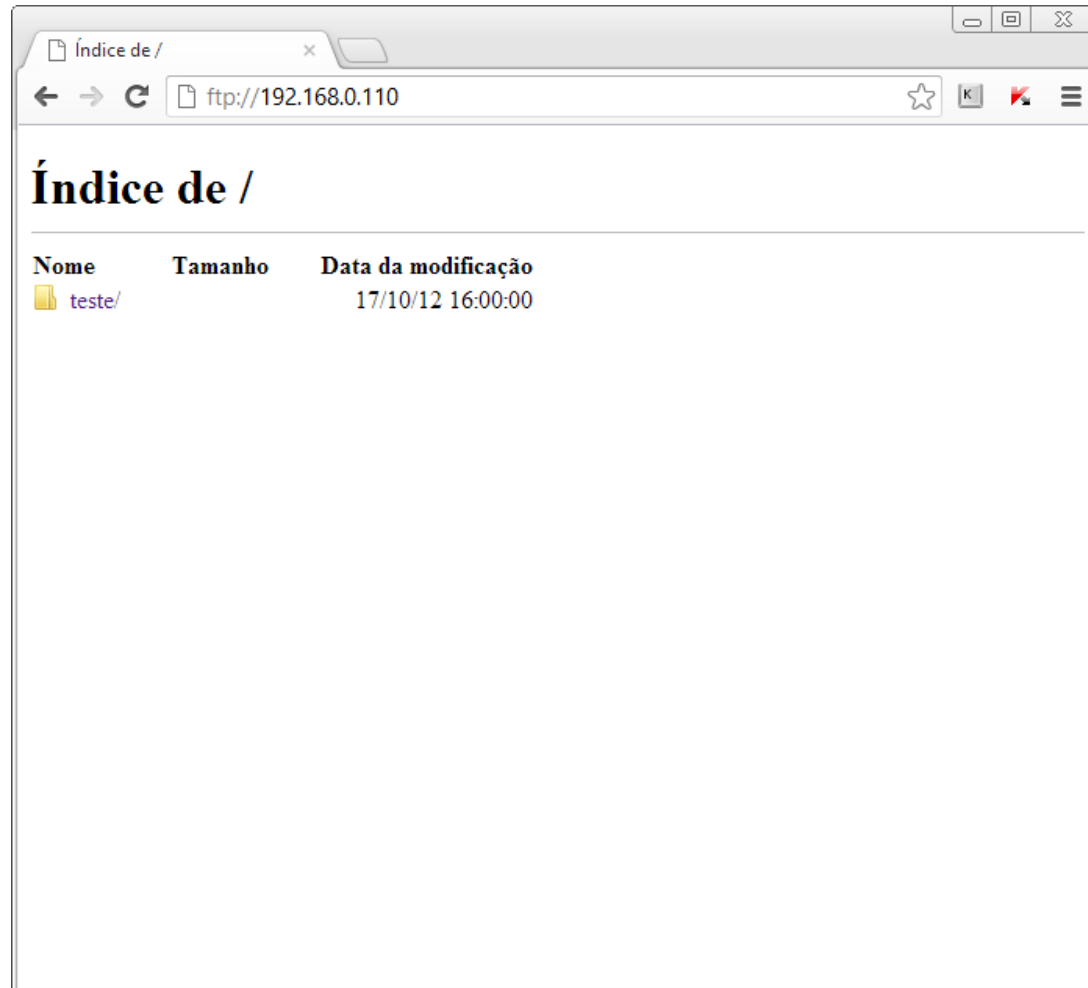 Índice de /
ftp://192.168.0.110
K
Índice de /
Nome Tamanho Data da modificação
teste/ 17/10/12 16:00:00